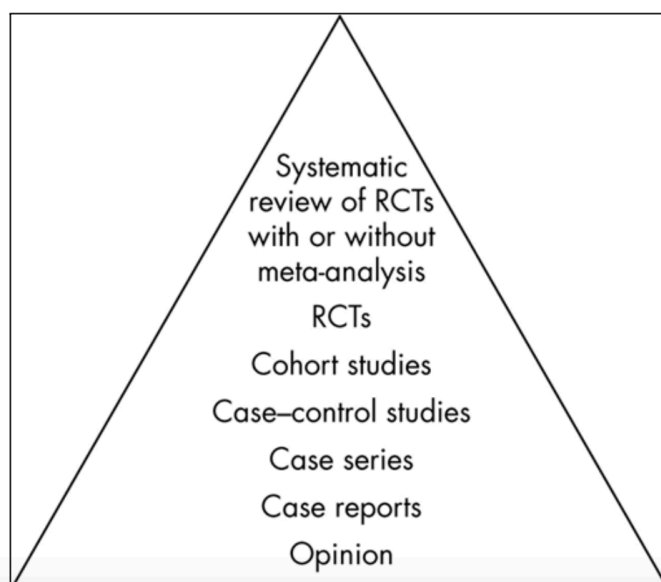 Systematic
review of RCTs
with or without
meta-analysis
RCTs
Cohort studies
Case–control studies
Case series
Case reports
Opinion